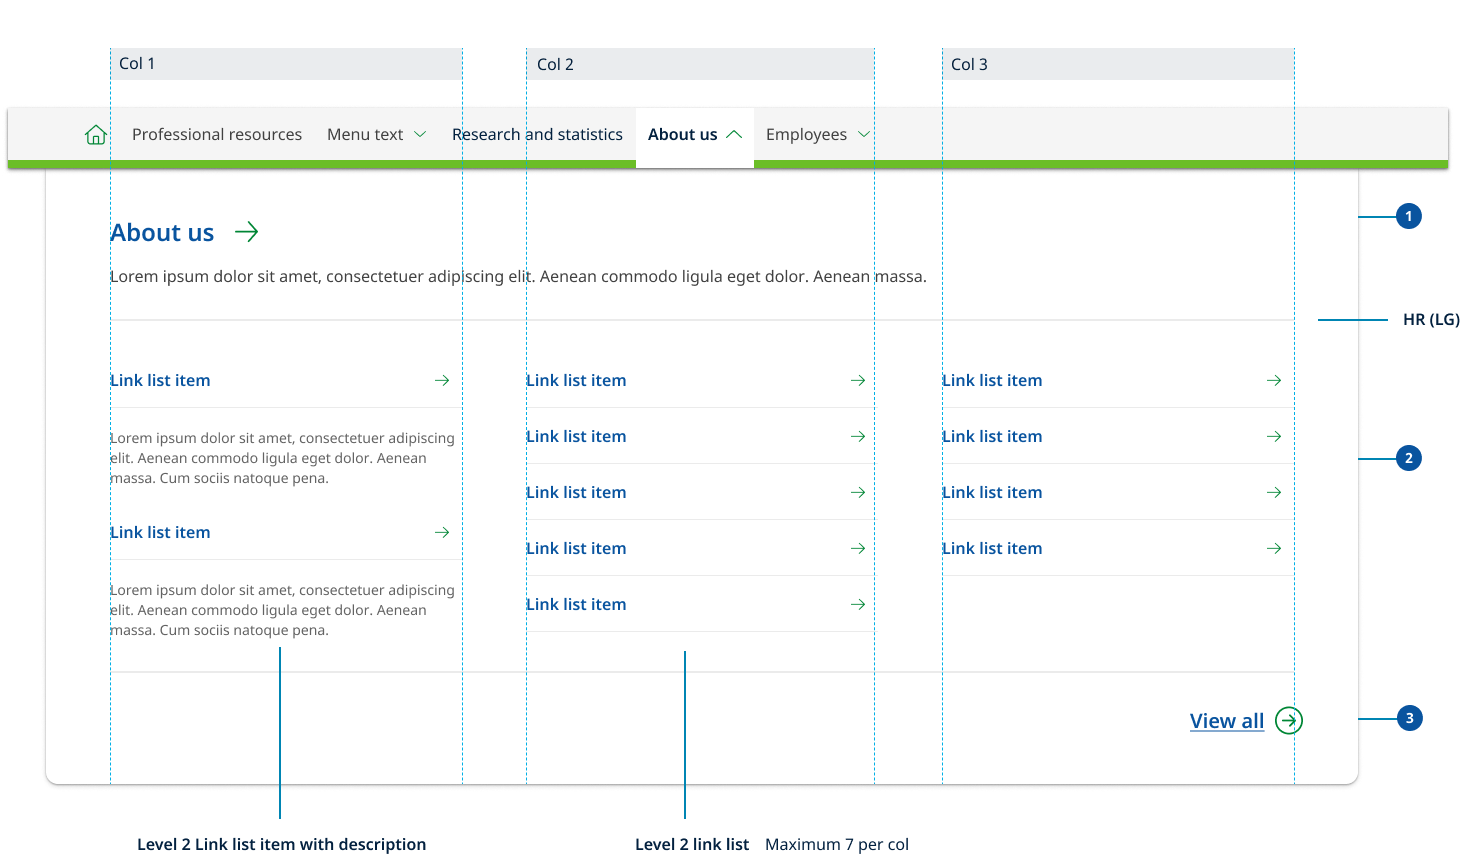 Col 1
Col 2
Col 3
Professional resources
Menu text
Research and statistics
About us
Employees
About us
1
Lorem ipsum dolor sit amet, consectetuer adipiscing elit. Aenean commodo ligula eget dolor. Aenean massa.
HR (LG)
Link list item
Lorem ipsum dolor sit amet, consectetuer adipiscing
elit. Aenean commodo ligula eget dolor. Aenean
massa. Cum sociis natoque pena.
Link list item
Lorem ipsum dolor sit amet, consectetuer adipiscing
elit. Aenean commodo ligula eget dolor. Aenean
massa. Cum sociis natoque pena.
Link list item
Link list item
Link list item
Link list item
Link list item
Link list item
Link list item
Link list item
Link list item
2
View all
3
Level 2 Link list item with description
Level 2 link list Maximum 7 per col